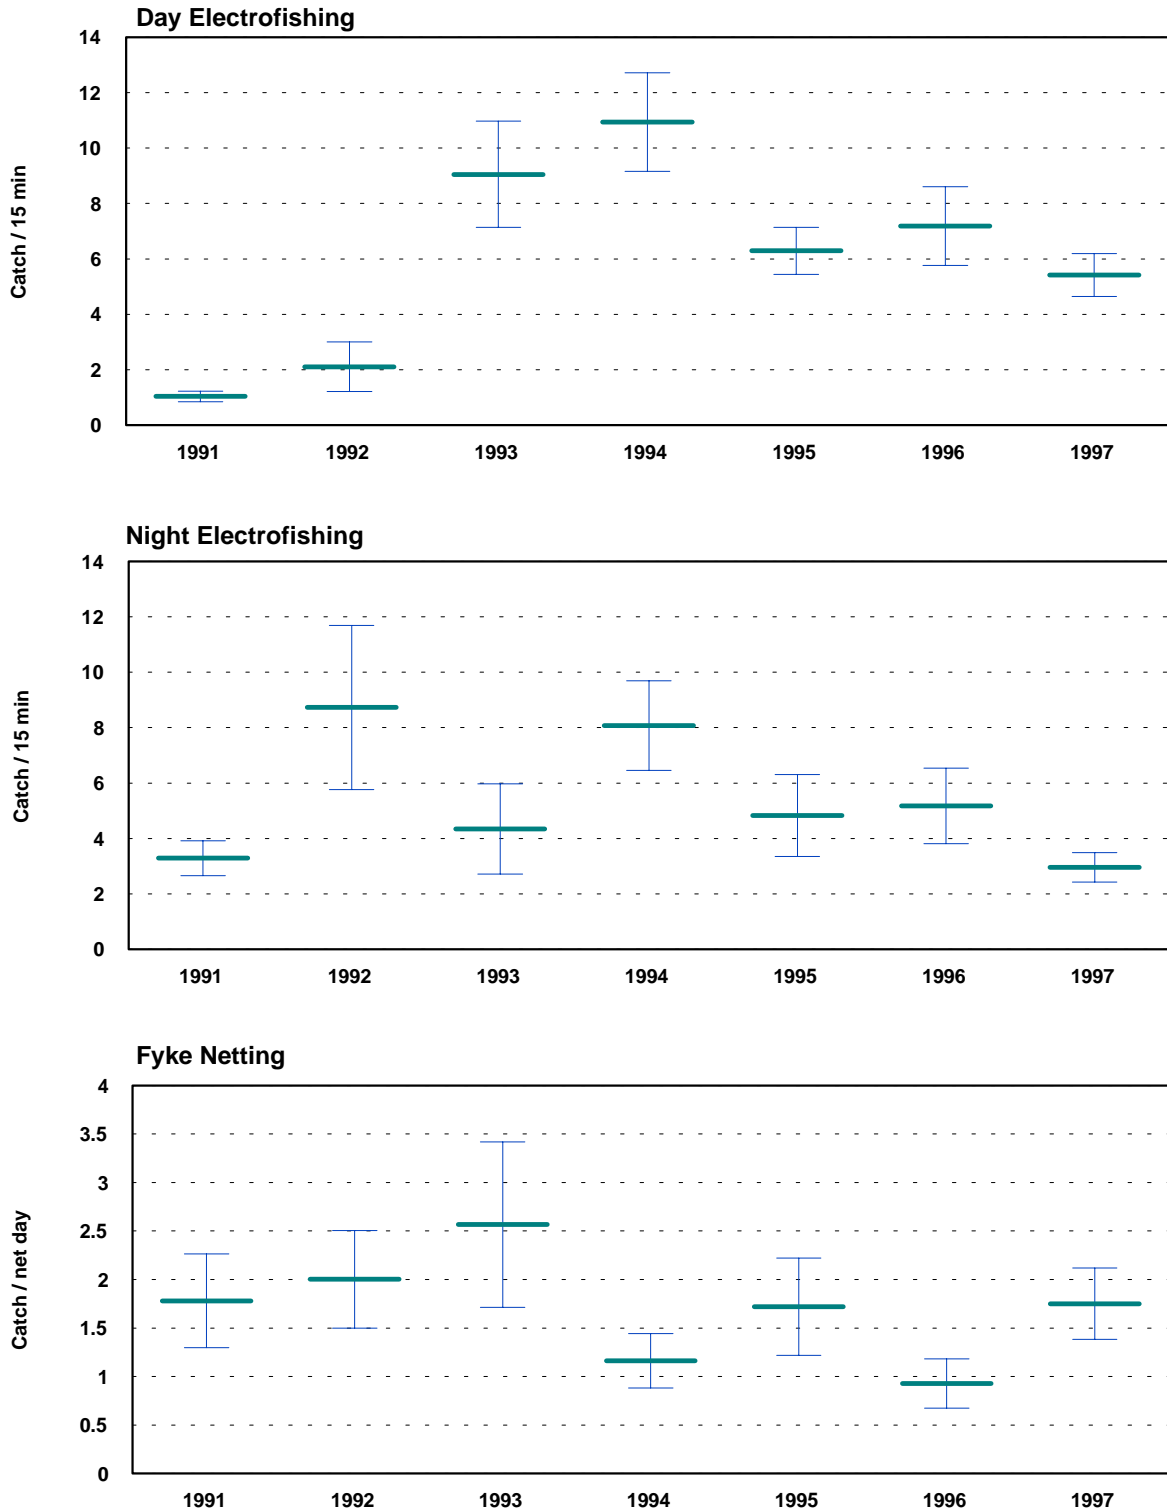 Day Electrofishing
14
12
10
8
6
4
2
0
Catch / 15 min
1991 1992 1993 1994 1995 1996 1997
Night Electrofishing
14
12
10
8
6
4
2
0
Catch / 15 min
1991 1992 1993 1994 1995 1996 1997
Fyke Netting
4
3.5
3
2.5
2
1.5
1
0.5
0
Catch / net day
1991 1992 1993 1994 1995 1996 1997